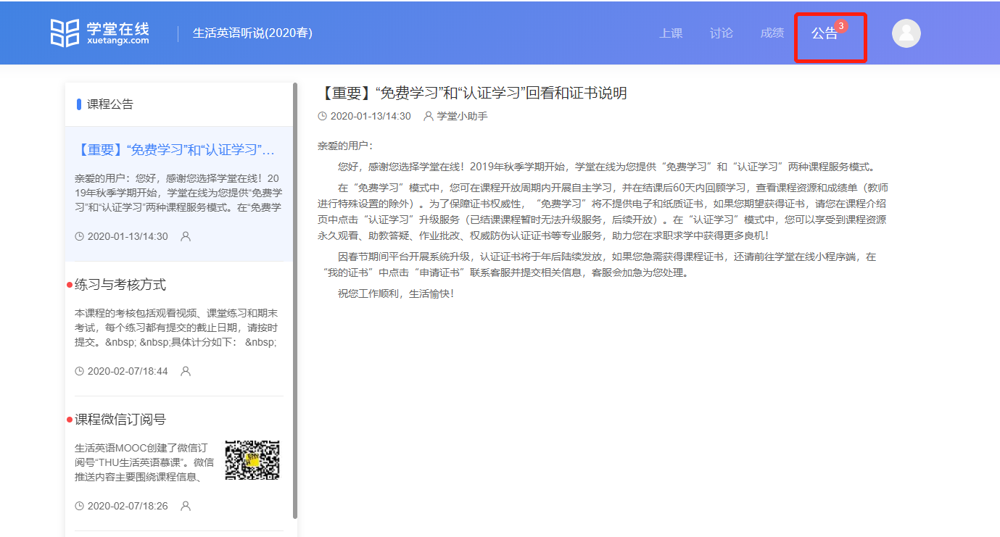 学堂在线
xuetangx.com
生活英语听说(2020春)
上课
讨论
成绩
公告
3
课程公告
【重要】“免费学习”和“认证学习”…
亲爱的用户：您好，感谢您选择学堂在线！20
19年秋季学期开始，学堂在线为您提供“免费学
习”和“认证学习”两种课程服务模式。在“免费学
2020-01-13/14:30
练习与考核方式
本课程的考核包括观看视频、课堂练习和期末
考试，每个练习都有提交的截止日期，请按时
提交。&nbsp; &nbsp;具体计分如下： &nbsp;
2020-02-07/18:44
课程微信订阅号
生活英语MOOC创建了微信订
阅号“THU生活英语慕课”。微信
推送内容主要围绕课程信息、
2020-02-07/18:26
【重要】“免费学习”和“认证学习”回看和证书说明
2020-01-13/14:30 学堂小助手
亲爱的用户：
您好，感谢您选择学堂在线！2019年秋季学期开始，学堂在线为您提供“免费学习”和“认证学习”两种课程服务模式。
在“免费学习”模式中，您可在课程开放周期内开展自主学习，并在结课后60天内回顾学习，查看课程资源和成绩单（教师
进行特殊设置的除外）。为了保障证书权威性，“免费学习”将不提供电子和纸质证书，如果您期望获得证书，请您在课程介绍
页中点击“认证学习”升级服务（已结课课程暂时无法升级服务，后续开放）。在“认证学习”模式中，您可以享受到课程资源
永久观看、助教答疑、作业批改、权威防伪认证证书等专业服务，助力您在求职求学中获得更多良机！
因春节期间平台开展系统升级，认证证书将于年后陆续发放，如果您急需获得课程证书，还请前往学堂在线小程序端，在
“我的证书”中点击“申请证书”联系客服并提交相关信息，客服会加急为您处理。
祝您工作顺利，生活愉快！